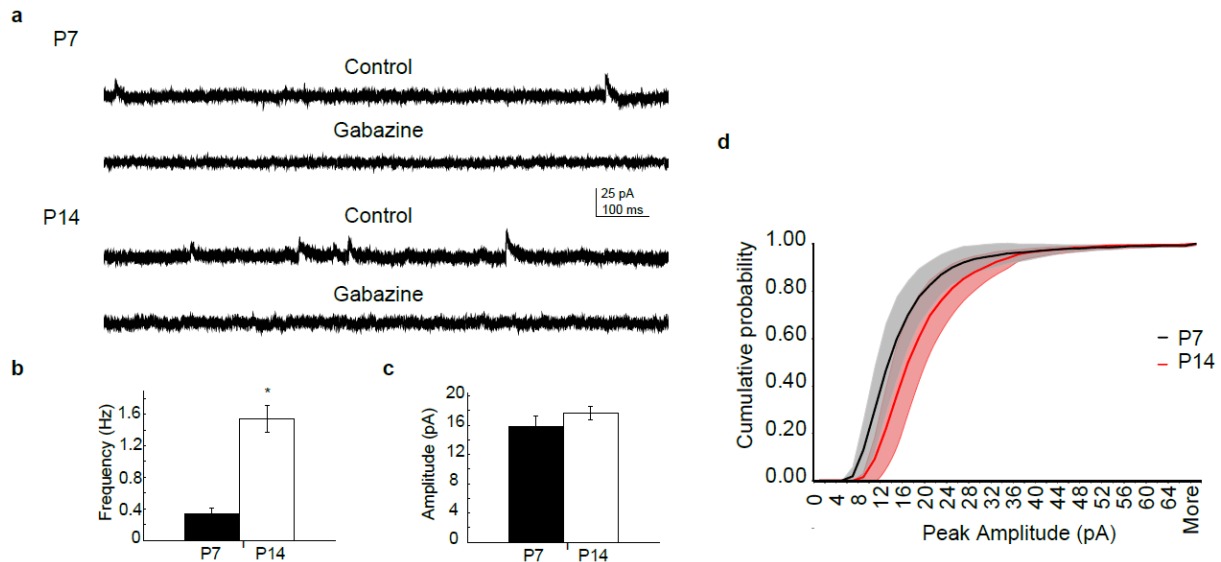 a
P7
Control
Gabazine
25 pA
100 ms
P14
Control
Gabazine
b
Frequency (Hz)
1.6
1.2
0.8
0.4
0
*
P7 P14
c
Amplitude (pA)
20
16
12
8
4
0
P7 P14
d
Cumulative probability
1.00
0.80
0.60
0.40
0.20
0.00
0 4 8 12 16 20 24 28 32 36 40 44 48 52 56 60 64 More
Peak Amplitude (pA)
P7
P14